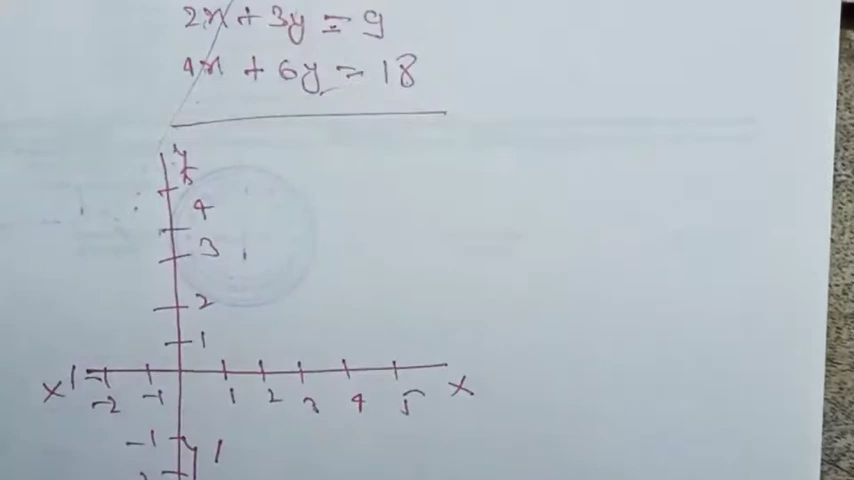 2x + 3y = 9
4x + 6y = 18
y
5
4
3
2
1
X' -2 -1 1 2 3 4 5 X
-1 y'